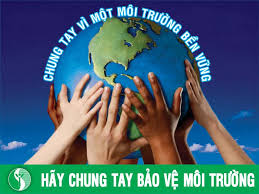 CHUNG TAY VÌ MỘT MÔI TRƯỜNG BỀN VỮNG
HÃY CHUNG TAY BẢO VỆ MÔI TRƯỜNG